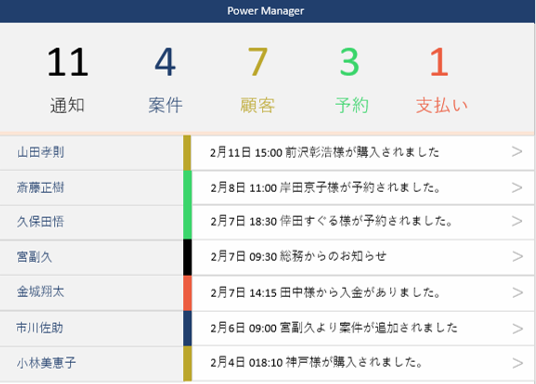 Power Manager
11 4 7 3 1
通知 案件 顧客 予約 支払い
山田孝則 2月11日 15:00 前沢彰浩様が購入されました >
斎藤正樹 2月8日 11:00 岸田京子様が予約されました。 >
久保田悟 2月7日 18:30 倖田すぐる様が予約されました。 >
宮副久 2月7日 09:30 総務からのお知らせ >
金城翔太 2月7日 14:15 田中様から入金がありました。 >
市川佐助 2月6日 09:00 宮副久より案件が追加されました >
小林美恵子 2月4日 018:10 神戸様が購入されました。 >